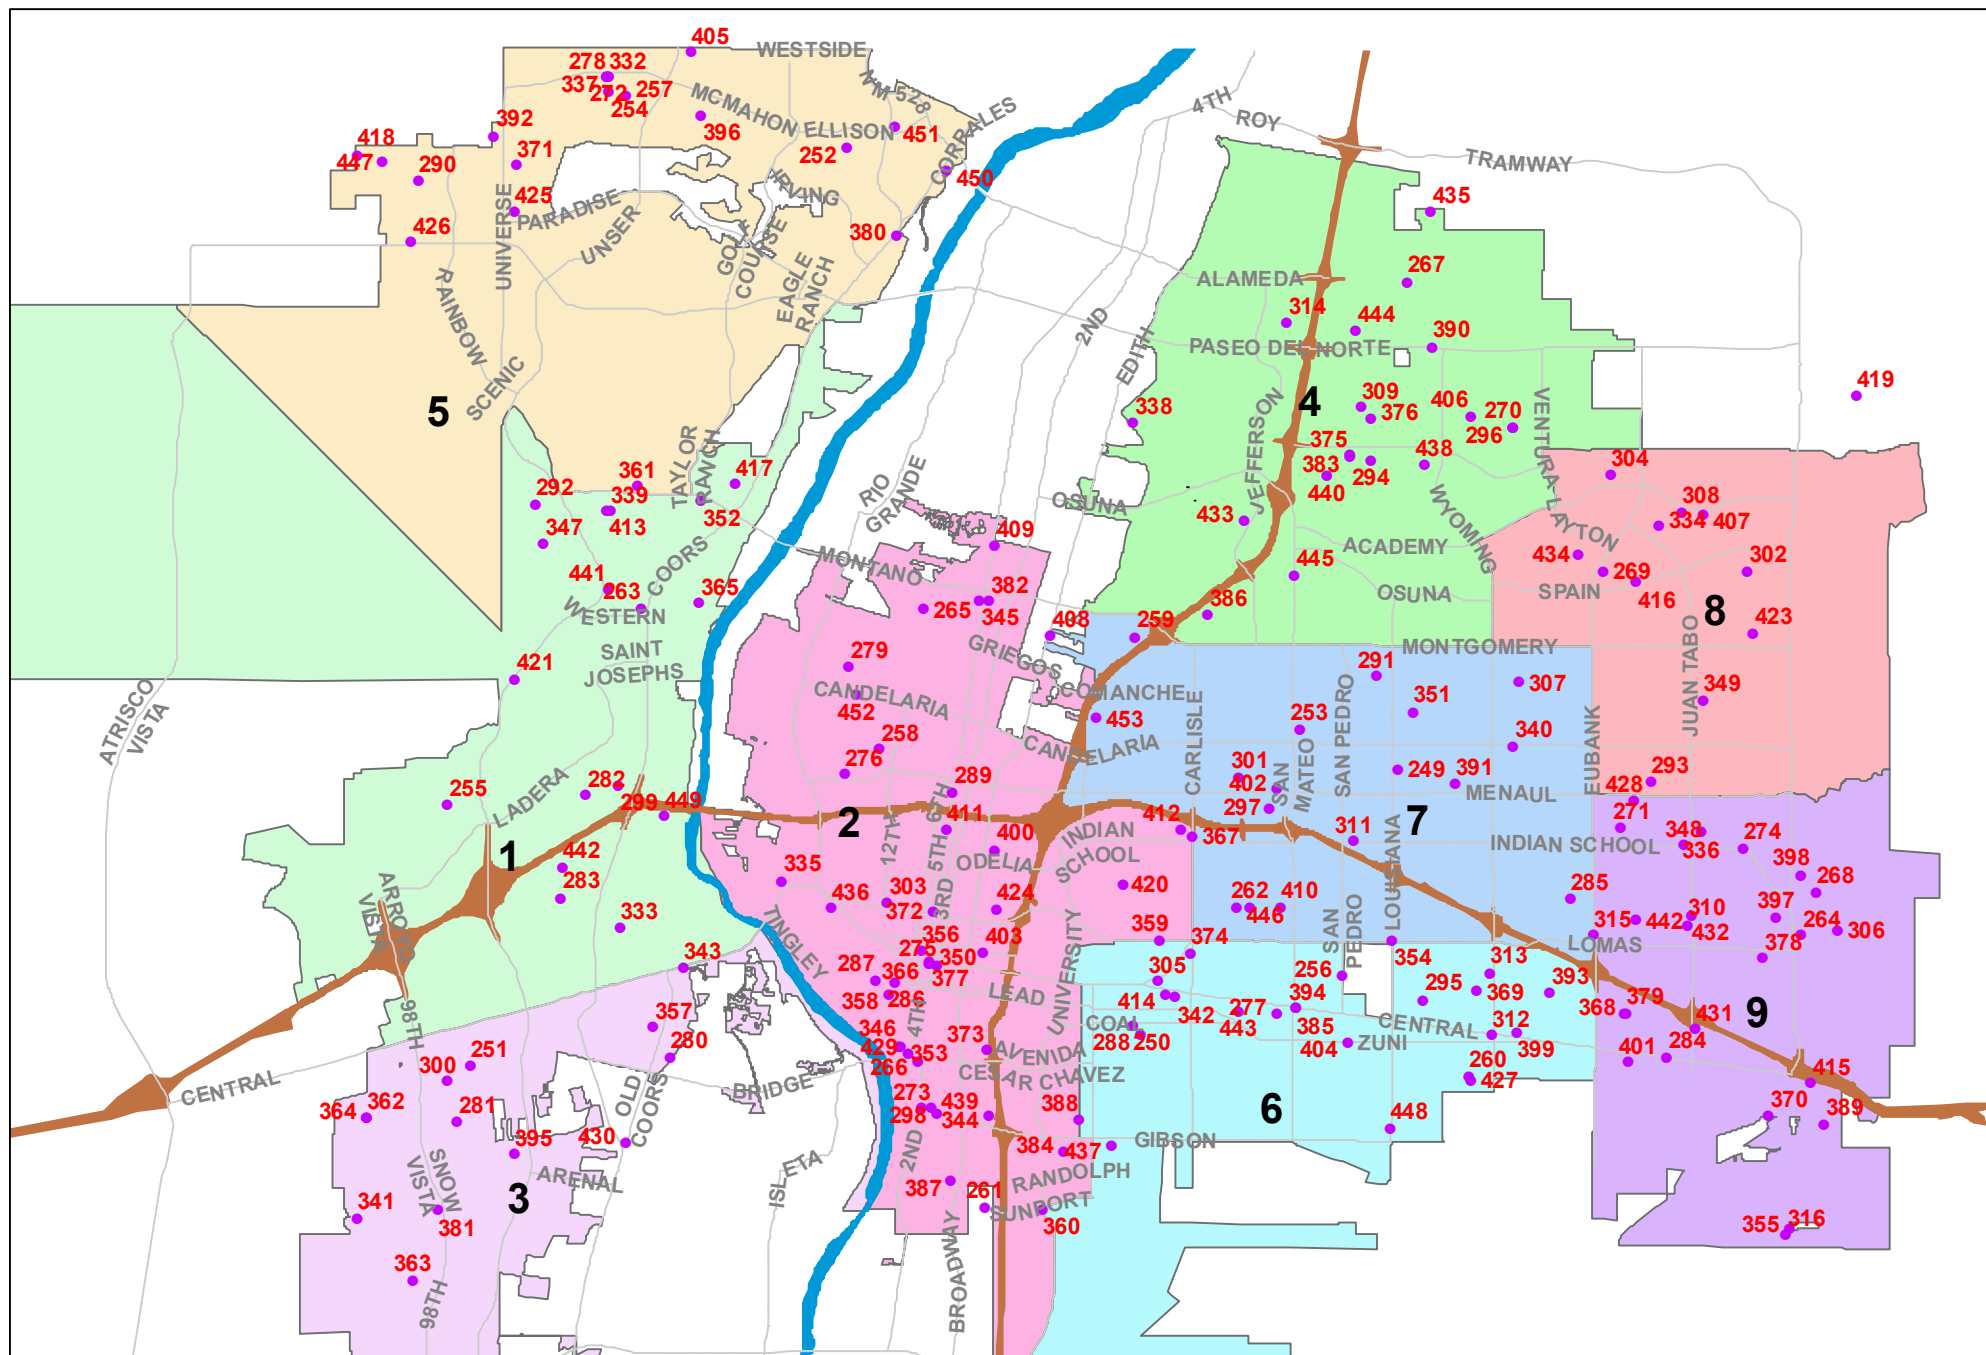 405
WESTSIDE
278 332
337 272 257
254
MCMAHON ELLISON
NM 528
396
451
252
CORRALES
450
392
418
447
290
371
425
426
UNIVERSE
PARADISE
UNSER
IRVING
GOLF
COURSE
EAGLE
RANCH
380
RAINBOW
SCENIC
5
4TH
ROY
TRAMWAY
435
267
ALAMEDA
314
444
390
PASEO DEL NORTE
2ND
EDITH
338
JEFFERSON
4
309
376
406
270
296
VENTURA
419
375
383
294
438
440
WYOMING
LAYTON
304
308
334
407
OSUNA
433
ACADEMY
445
OSUNA
434
269
SPAIN
416
302
423
8
JUAN TABO
349
386
259
408
MONTGOMERY
TAYLOR
RANCH
361
417
292
339
413
352
347
COORS
441
263
WESTERN
365
SAINT
JOSEPHS
421
RIO
GRANDE
409
MONTANO
382
265
345
GRIEGOS
279
CANDELARIA
452
258
276
289
COMANCHE
453
CANDELARIA
CARLISLE
291
307
351
253
SAN PEDRO
340
301
402
297
SAN
MATEO
249
391
MENAUL
EUBANK
293
428
271
ATRISCO
VISTA
255
LADERA
282
299
449
1
442
283
333
343
ARROYO
VISTA
2
12TH
5TH 6TH
411
400
ODELIA
INDIAN
SCHOOL
412
367
311
7
LOUISIANA
INDIAN SCHOOL
348
336
274
398
268
335
436
303
372
3RD
424
420
262
446
410
285
315
442
310
432
397
264
306
378
TINGLEY
356
275
350
377
403
359
374
SAN
PEDRO
354
LOMAS
287
366
286
358
LEAD
UNIVERSITY
305
414
342
277
443
256
394
385
404
295
313
369
393
368
379
9
431
CENTRAL
ZUNI
312
399
401
284
98TH
357
280
346
429
266
353
4TH
373
COAL
288
250
AVENIDA
CESAR CHAVEZ
260
427
415
CENTRAL
300
251
OLD
COORS
BRIDGE
273
298
439
344
388
6
448
370
389
364
362
281
395
430
2ND
384
437
GIBSON
SNOW
VISTA
ARENAL
3
ISLETA
387
261
RANDOLPH
SUNPORT
360
341
381
363
98TH
BROADWAY
355
316